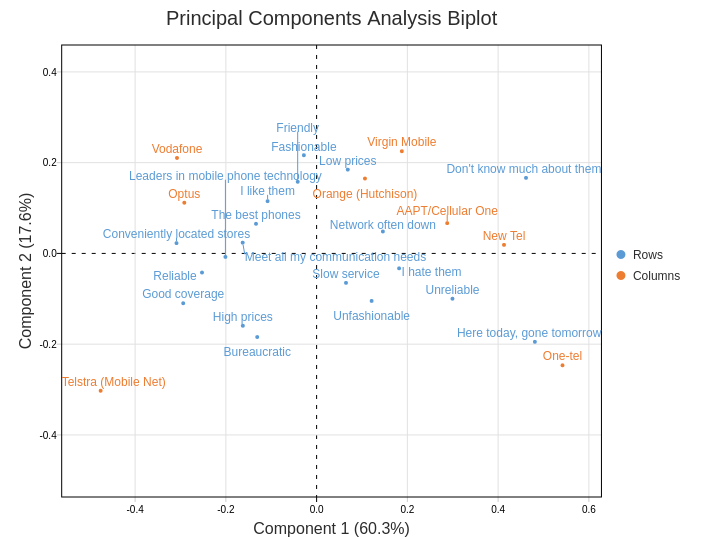 Principal Components Analysis Biplot
Component 2 (17.6%)
0.4
0.2
0.0
-0.2
-0.4
Friendly
Fashionable
Virgin Mobile
Vodafone
Low prices
Don't know much about them
Leaders in mobile phone technology
Optus
I like them
Orange (Hutchison)
The best phones
AAPT/Cellular One
Network often down
Conveniently located stores
New Tel
Meet all my communication needs
Reliable
Slow service
I hate them
Good coverage
Unreliable
High prices
Unfashionable
Here today, gone tomorrow
Bureaucratic
One-tel
Telstra (Mobile Net)
Rows
Columns
-0.4
-0.2
0.0
0.2
0.4
0.6
Component 1 (60.3%)